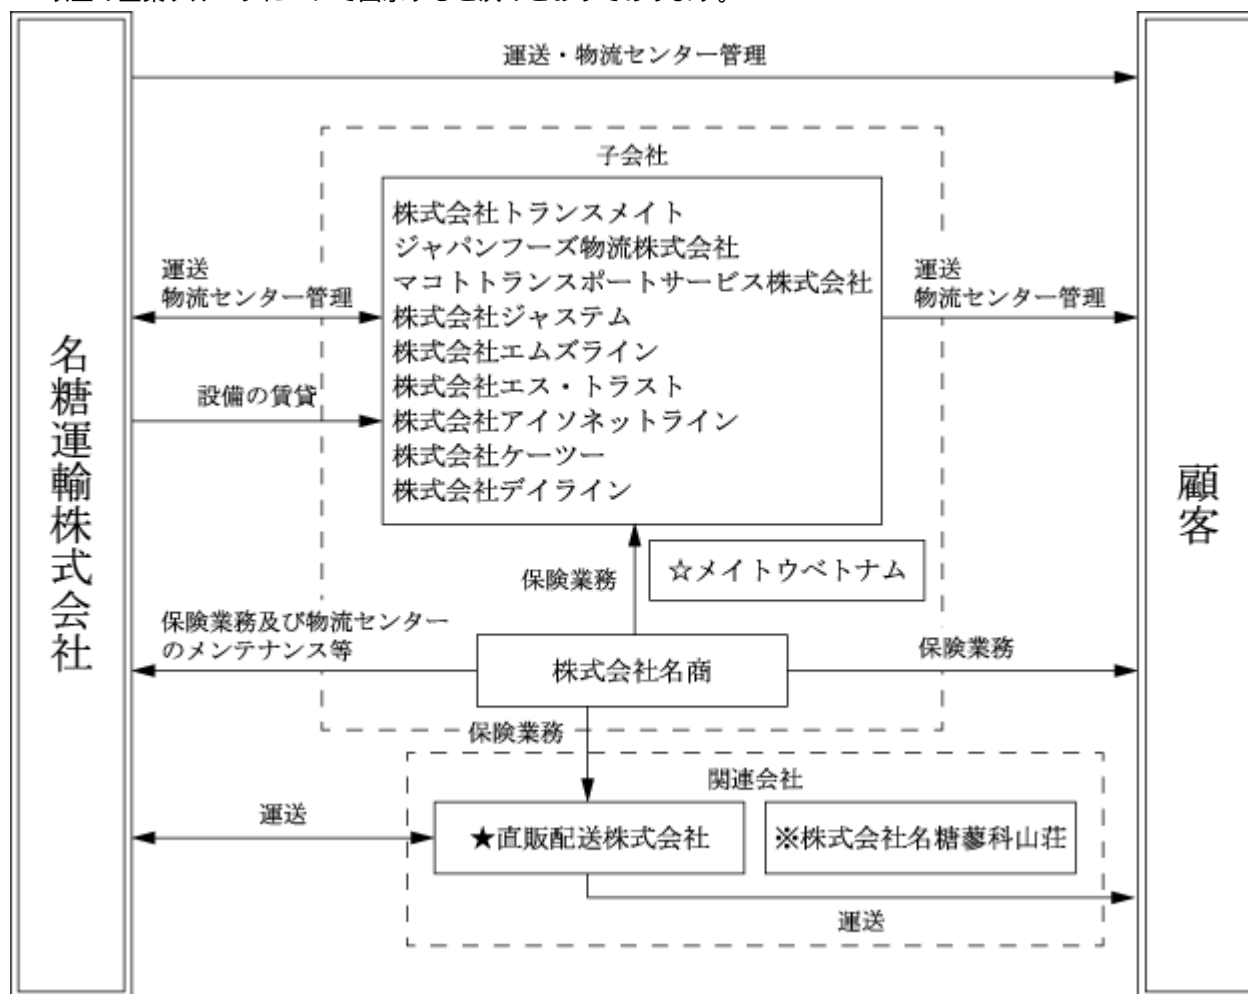 運送・物流センター管理
子会社
株式会社トランスメイト
ジャパンフーズ物流株式会社
マコトトランスポートサービス株式会社
株式会社ジャステム
株式会社エムズライン
株式会社エス・トラスト
株式会社アイソネットライン
株式会社ケーツー
株式会社デイライン
運送
物流センター管理
運送
物流センター管理
設備の賃貸
名糖運輸株式会社
顧客
保険業務
☆メイトウベトナム
保険業務及び物流センター
のメンテナンス等
株式会社名商
保険業務
保険業務
関連会社
運送
★直販配送株式会社
※株式会社名糖蓼科山荘
運送